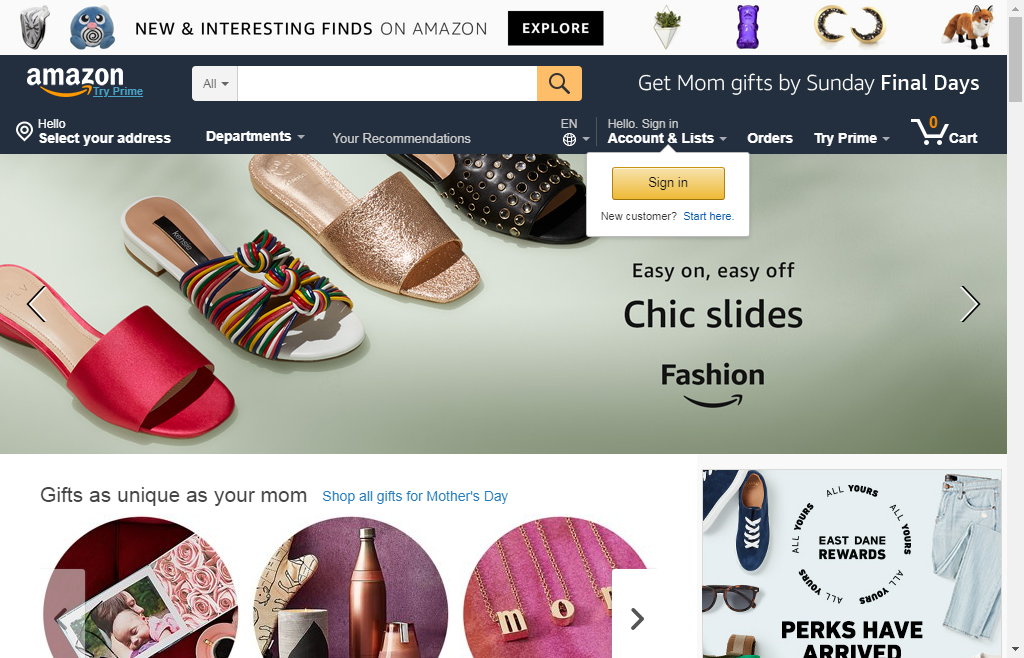 NEW & INTERESTING FINDS ON AMAZON
EXPLORE
amazon
Try Prime
All
Get Mom gifts by Sunday Final Days
Hello
Select your address
Departments
Your Recommendations
EN
Hello. Sign in
Account & Lists
Orders
Try Prime
0
Cart
Sign in
New customer? Start here.
kensie
Easy on, easy off
Chic slides
Fashion
Gifts as unique as your mom
Shop all gifts for Mother's Day
m
o
ALL YOURS
ALL YOURS
ALL YOURS
ALL YOURS
ALL YOURS
EAST DANE
REWARDS
PERKS HAVE
ARRIVED